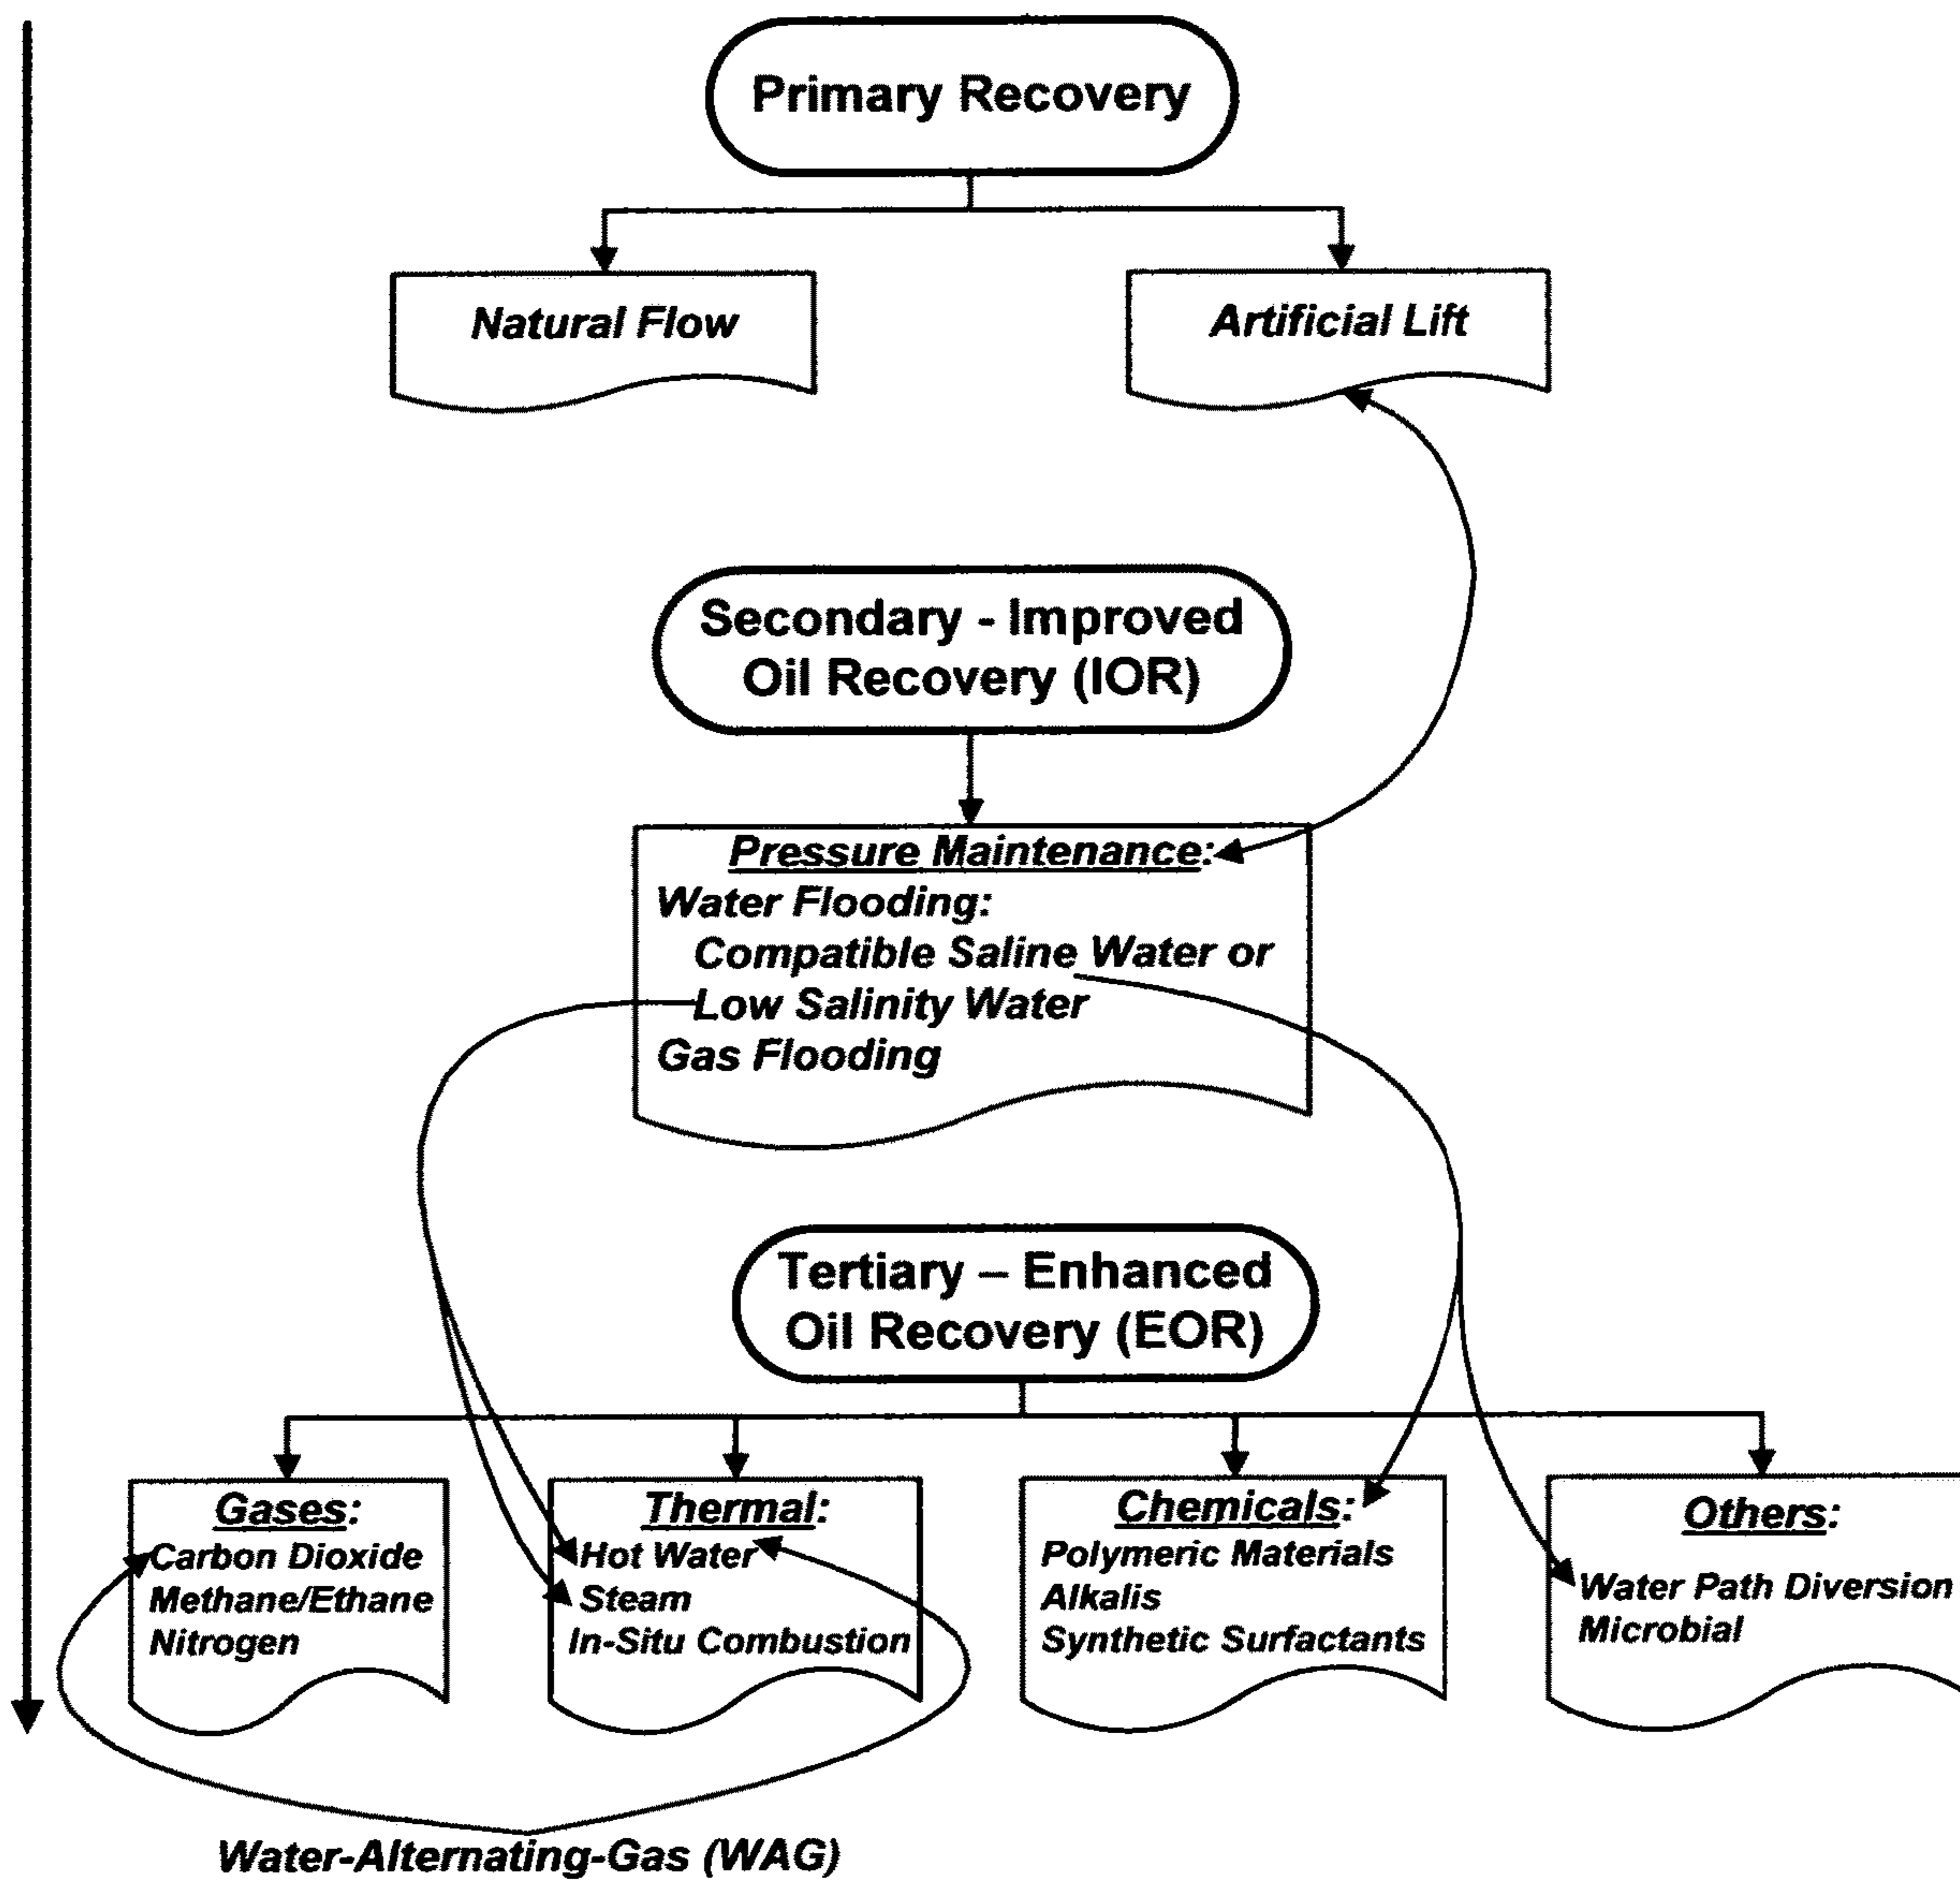 Primary Recovery
Natural Flow
Artificial Lift
Secondary - Improved
Oil Recovery (IOR)
Pressure Maintenance:
Water Flooding:
Compatible Saline Water or
Low Salinity Water
Gas Flooding
Tertiary – Enhanced
Oil Recovery (EOR)
Gases:
Carbon Dioxide
Methane/Ethane
Nitrogen
Thermal:
Hot Water
Steam
In-Situ Combustion
Chemicals:
Polymeric Materials
Alkalis
Synthetic Surfactants
Others:
Water Path Diversion
Microbial
Water-Alternating-Gas (WAG)